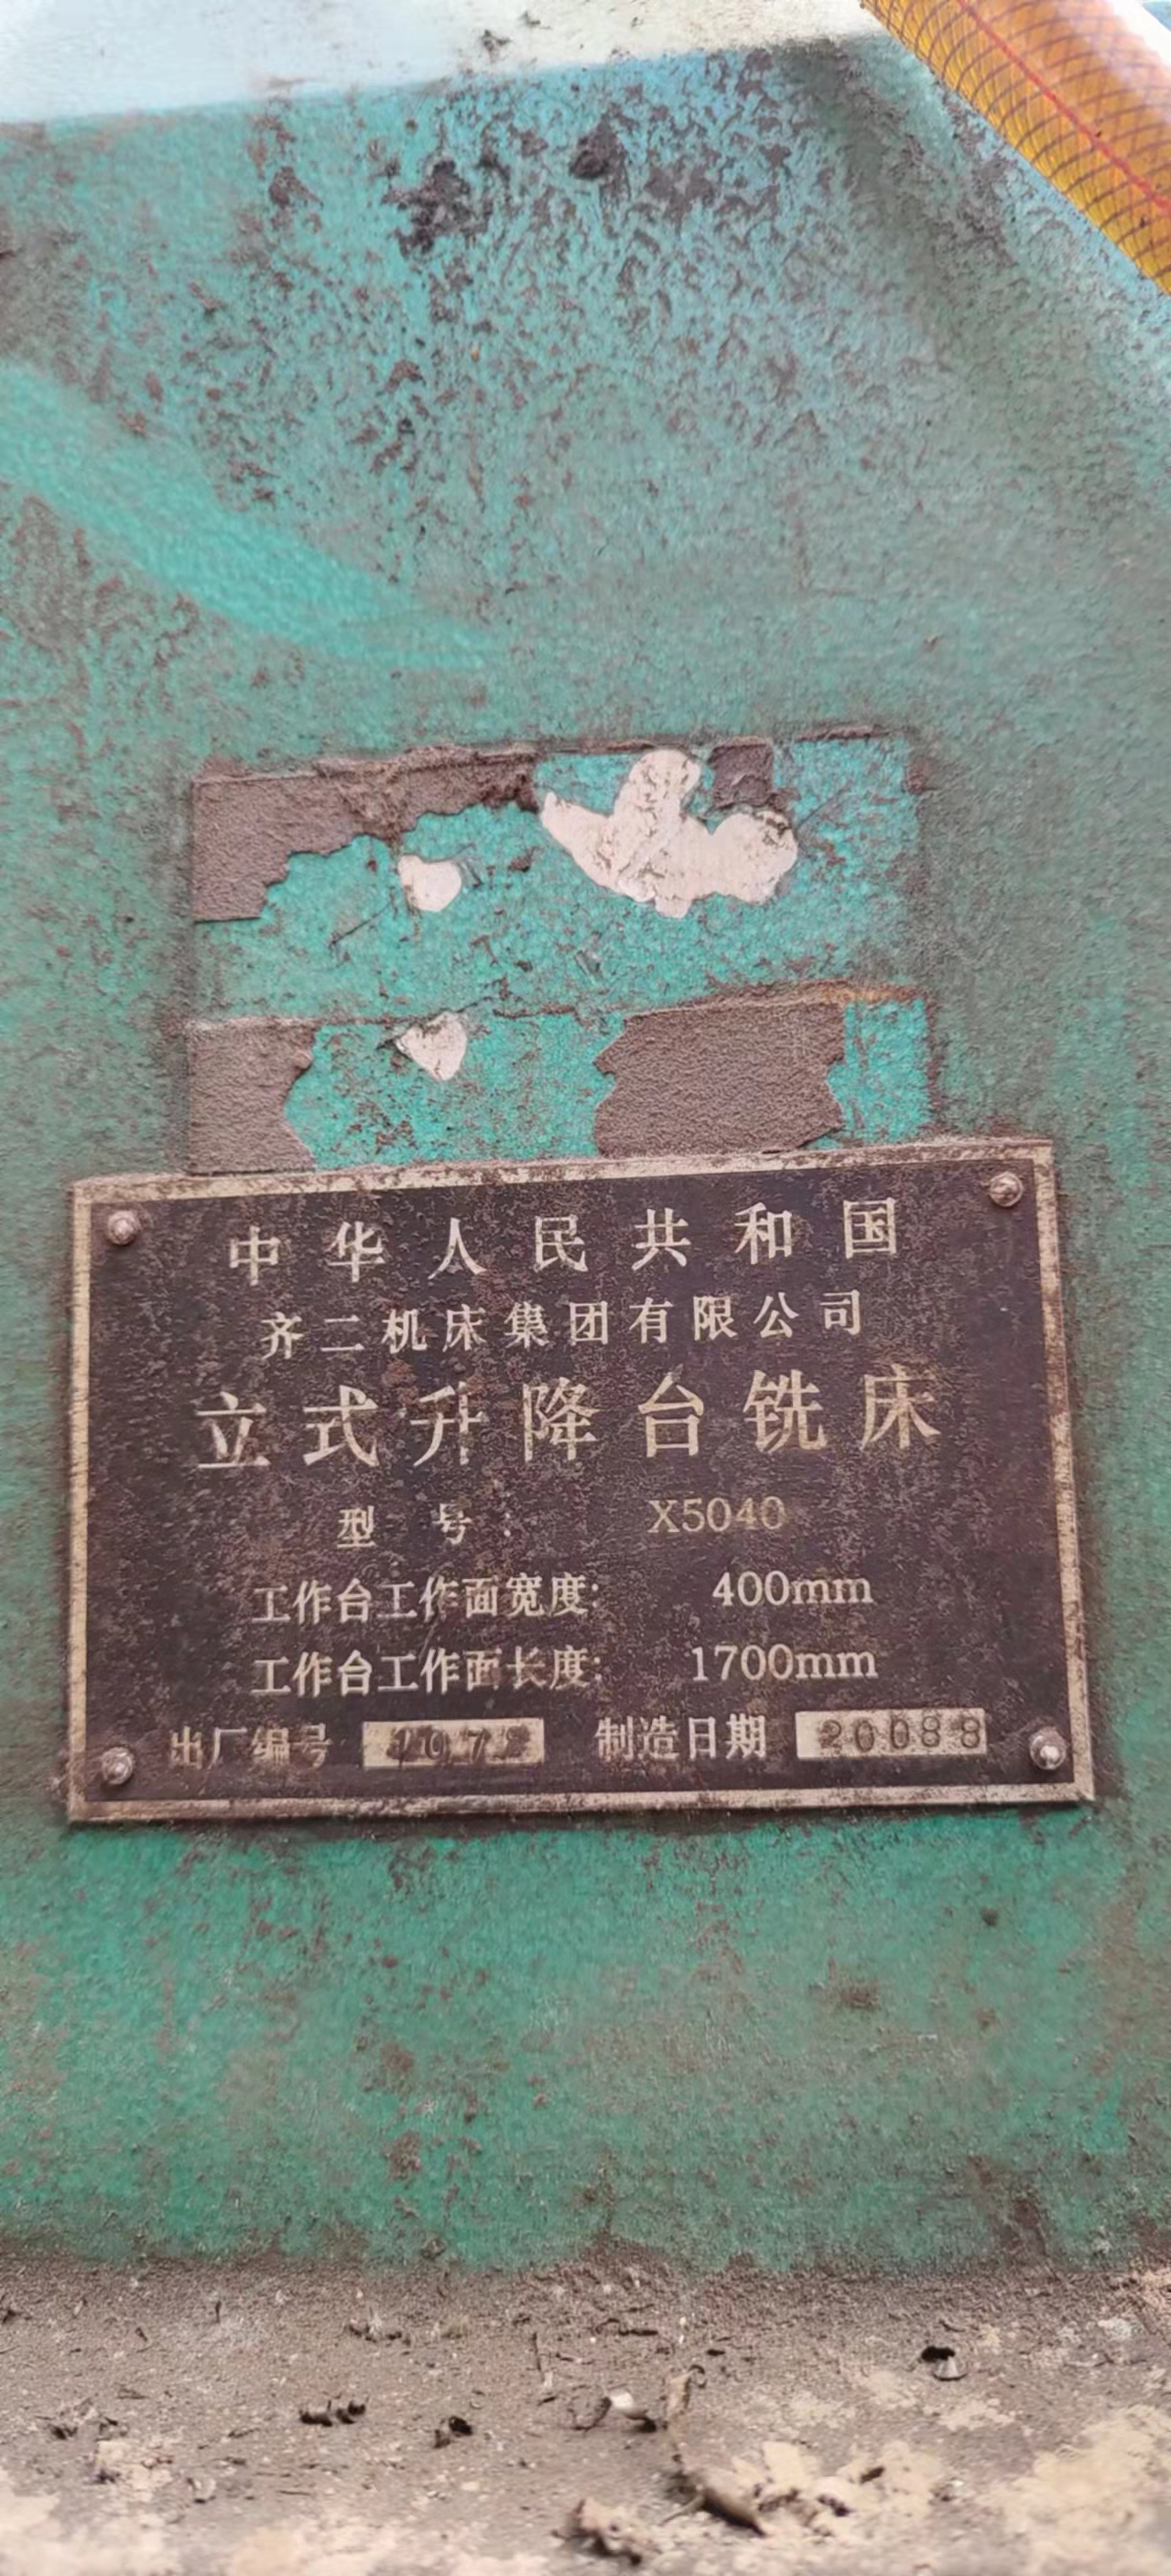 中华人民共和国
齐二机床集团有限公司
立式升降台铣床
型号: X5040
工作台工作面宽度: 400mm
工作台工作面长度: 1700mm
出厂编号 制造日期 20088